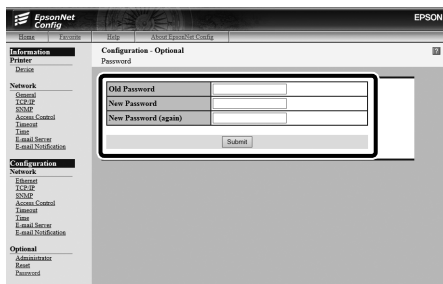 EpsonNet
Config
EPSON
Home Favorite Help About EpsonNet Config
Information
Printer
Device
Network
General
TCP/IP
SNMP
Access Control
Timeout
Time
E-mail Server
E-mail Notification
Configuration
Network
Ethernet
TCP/IP
SNMP
Access Control
Timeout
Time
E-mail Server
E-mail Notification
Optional
Administrator
Reset
Password
Configuration - Optional
?
Password
Old Password
New Password
New Password (again)
Submit